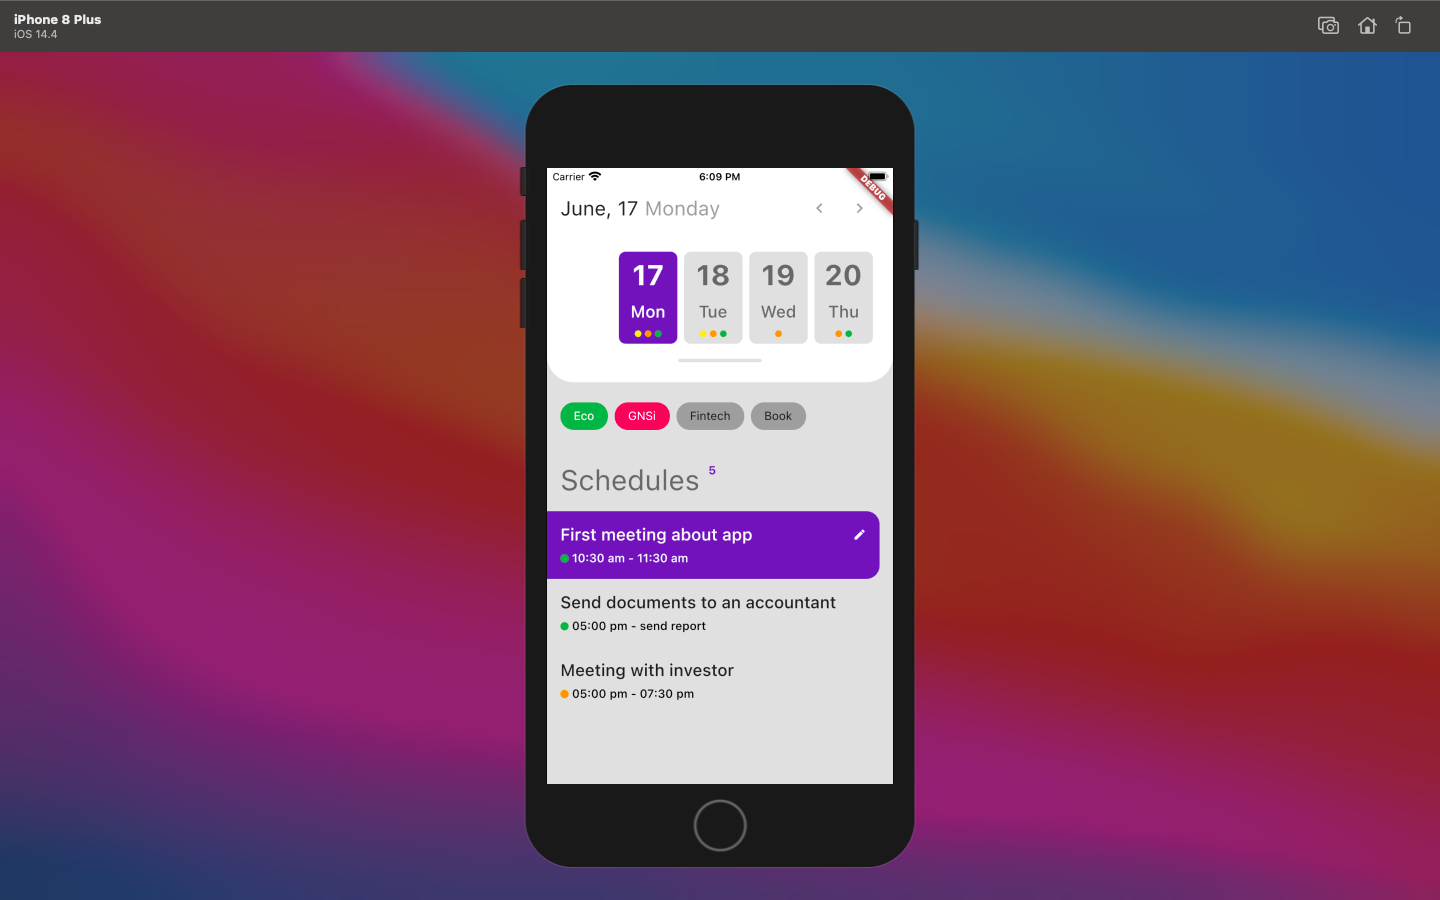 iPhone 8 Plus
iOS 14.4
Carrier 6:09 PM
DEBUG
June, 17 Monday
17 18 19 20
Mon Tue Wed Thu
Eco GNSi Fintech Book
Schedules 5
First meeting about app
10:30 am - 11:30 am
Send documents to an accountant
05:00 pm - send report
Meeting with investor
05:00 pm - 07:30 pm